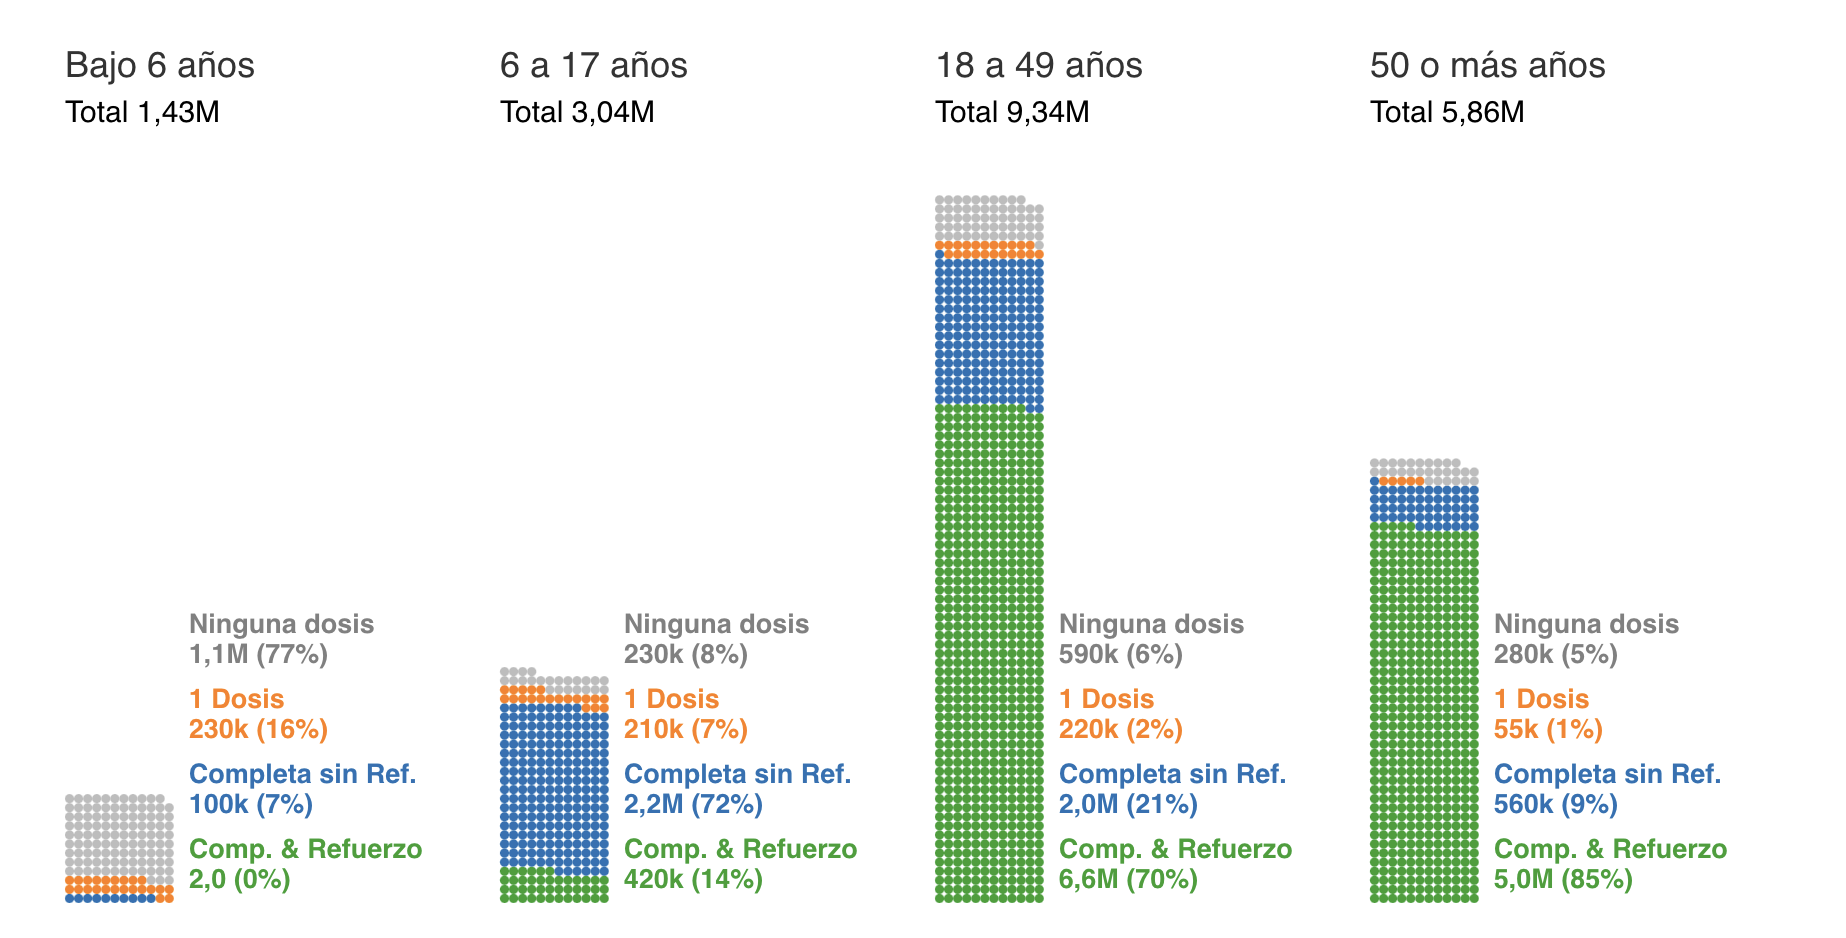 Bajo 6 años
Total 1,43M
Ninguna dosis
1,1M (77%)
1 Dosis
230k (16%)
Completa sin Ref.
100k (7%)
Comp. & Refuerzo
2,0 (0%)
6 a 17 años
Total 3,04M
Ninguna dosis
230k (8%)
1 Dosis
210k (7%)
Completa sin Ref.
2,2M (72%)
Comp. & Refuerzo
420k (14%)
18 a 49 años
Total 9,34M
Ninguna dosis
590k (6%)
1 Dosis
220k (2%)
Completa sin Ref.
2,0M (21%)
Comp. & Refuerzo
6,6M (70%)
50 o más años
Total 5,86M
Ninguna dosis
280k (5%)
1 Dosis
55k (1%)
Completa sin Ref.
560k (9%)
Comp. & Refuerzo
5,0M (85%)